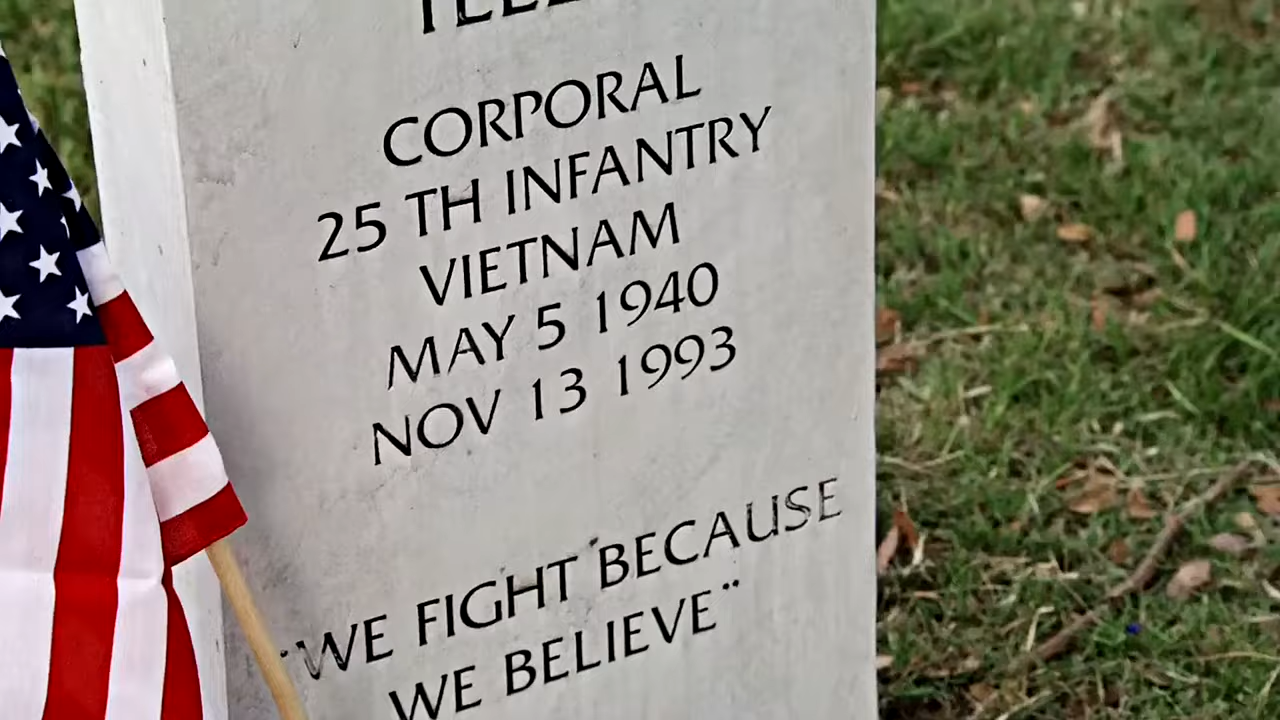 CORPORAL
25 TH INFANTRY
VIETNAM
MAY 5 1940
NOV 13 1993
"WE FIGHT BECAUSE
WE BELIEVE"